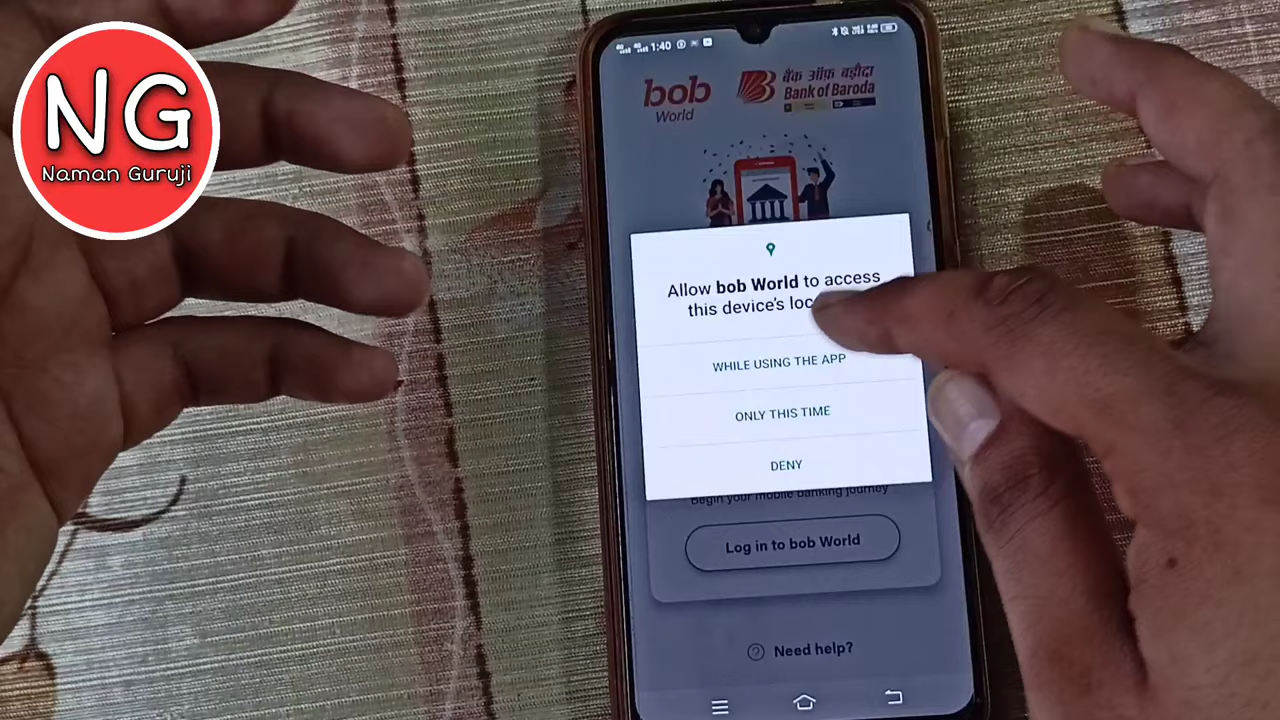 NG
Naman Guruji
1:40
bob
World
बैंक ऑफ़ बड़ौदा
Bank of Baroda
Allow bob World to access
this device's
WHILE USING THE APP
ONLY THIS TIME
DENY
Begin your mobile banking journey
Log in to bob World
Need help?